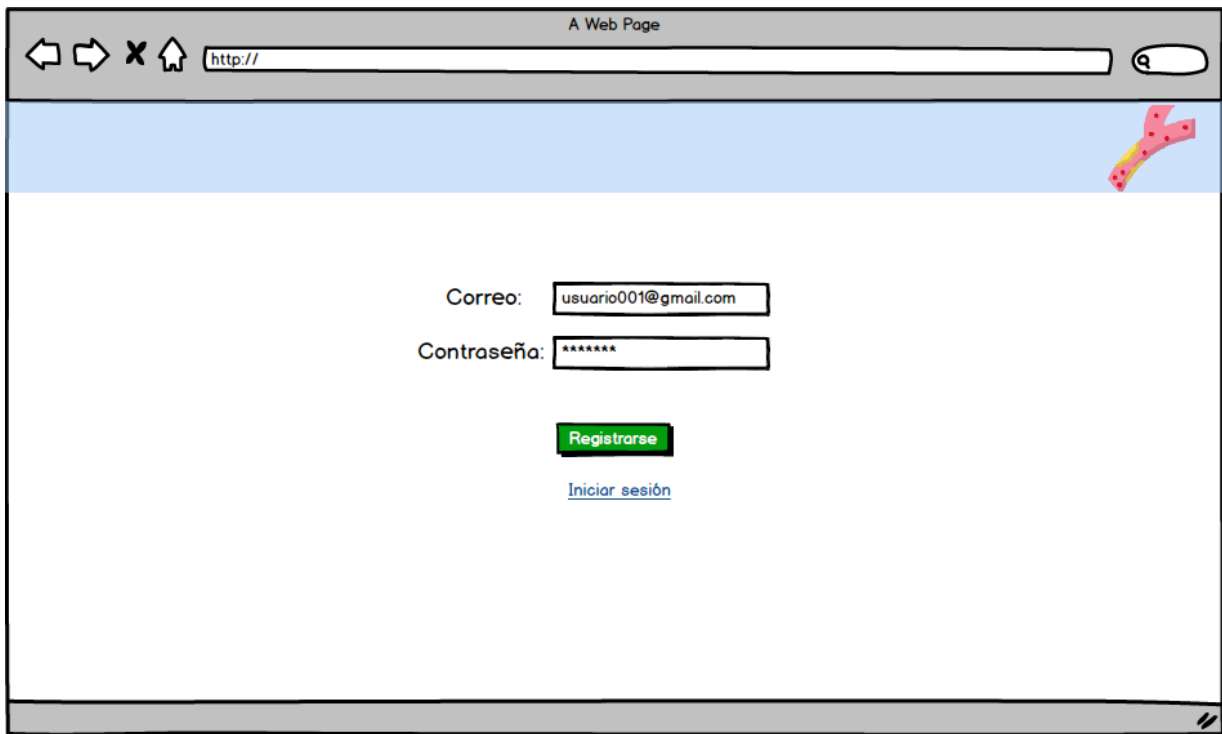 A Web Page
http://
Correo: usuario001@gmail.com
Contraseña: *******
Registrarse
Iniciar sesión